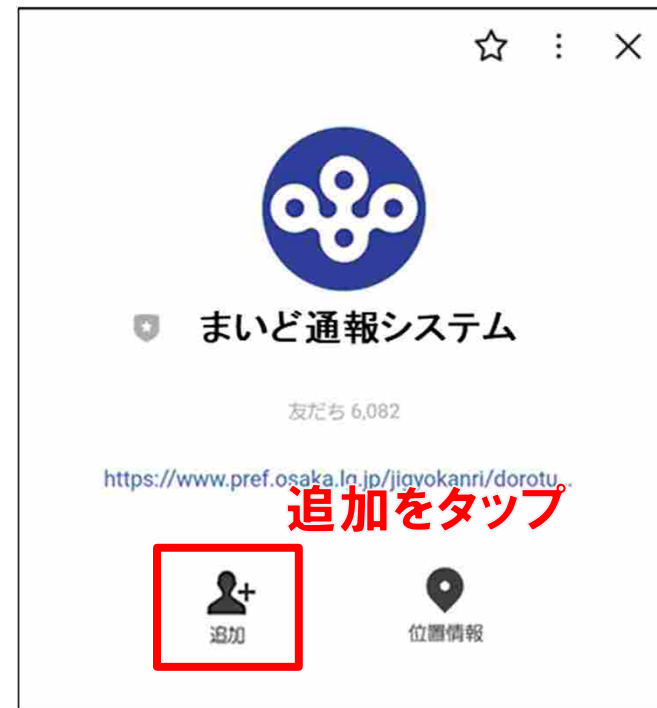 まいど通報システム
友だち 6,082
https://www.pref.osaka.lg.jp/jigyokanri/dorotu..
追加をタップ
追加
位置情報